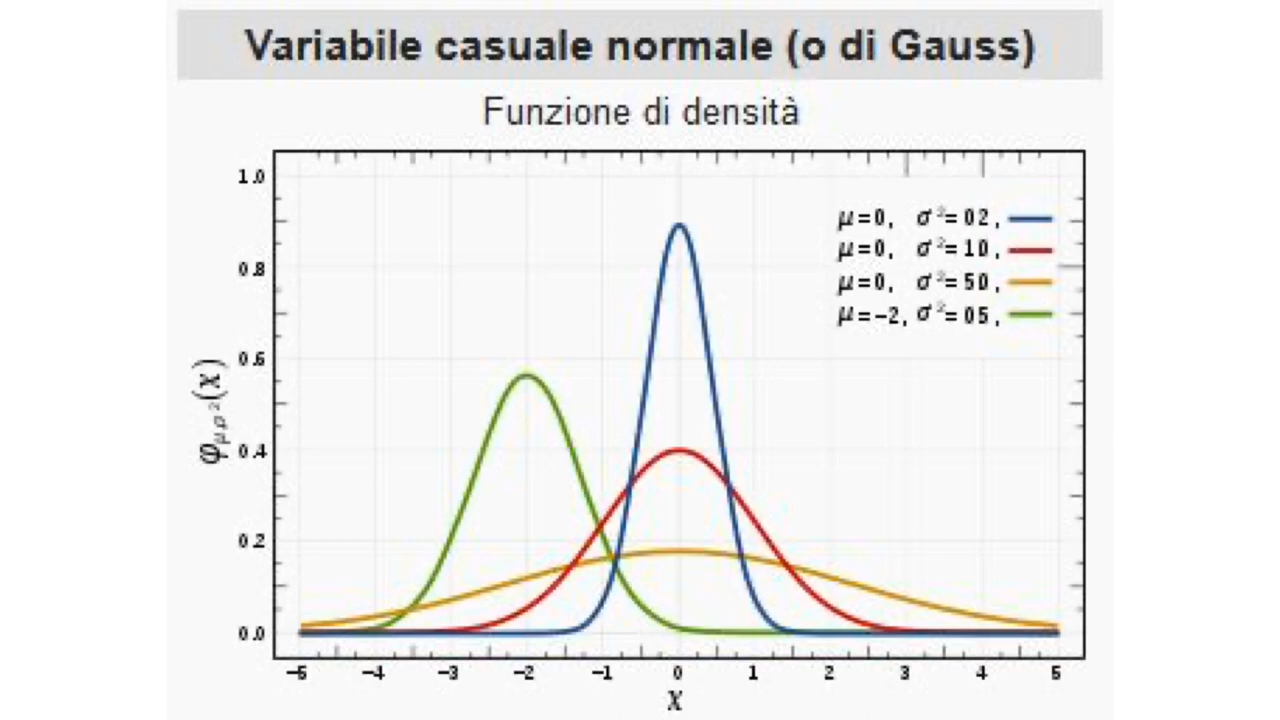 Variabile casuale normale (o di Gauss)
Funzione di densità
1.0
0.8
0.6
0.4
0.2
0.0
φμ,σ²(x)
μ=0, σ²=02,
μ=0, σ²=10,
μ=0, σ²=50,
μ=−2, σ²=05,
−5 −4 −3 −2 −1 0 1 2 3 4 5
x